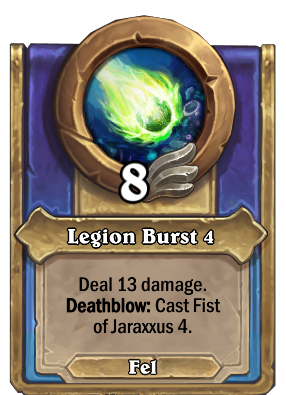 8
Legion Burst 4
Deal 13 damage.
Deathblow: Cast Fist
of Jaraxxus 4.
Fel